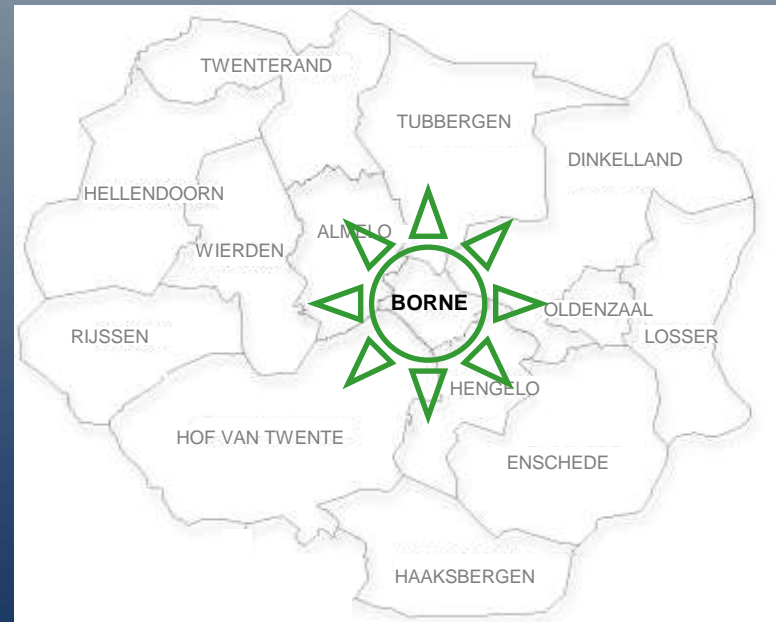 TWENTERAND
TUBBERGEN
DINKELLAND
HELLENDOORN
ALMELO
WIERDEN
BORNE
OLDENZAAL
RIJSSEN
LOSSER
HENGELO
HOF VAN TWENTE
ENSCHEDE
HAAKSBERGEN